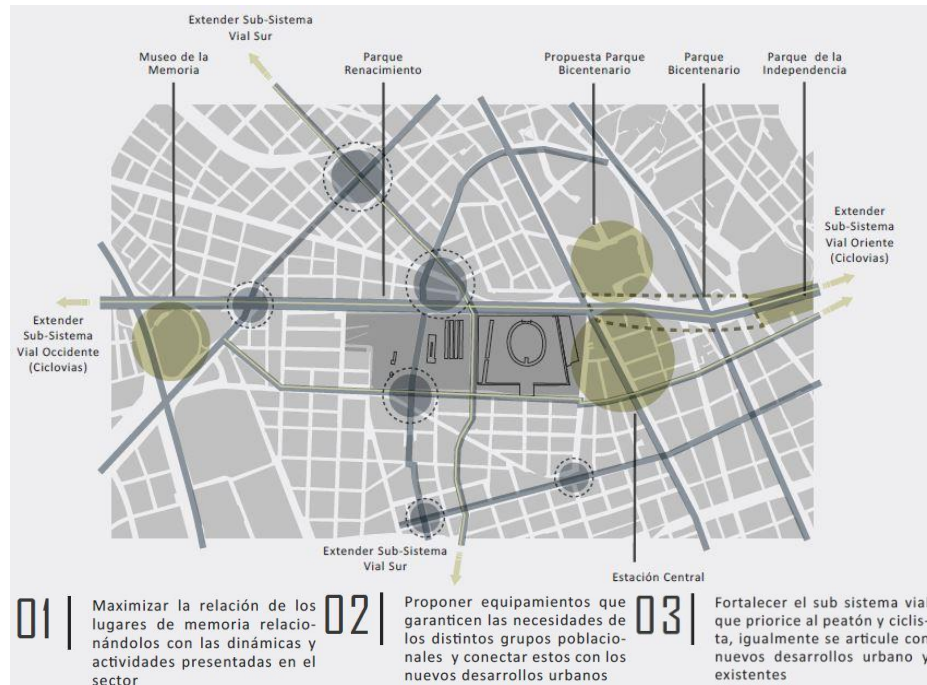 Extender Sub-Sistema
Vial Sur
Museo de la
Memoria
Parque
Renacimiento
Propuesta Parque
Bicentenario
Parque
Bicentenario
Parque de la
Independencia
Extender
Sub-Sistema
Vial Oriente
(Ciclovias)
Extender
Sub-Sistema
Vial Occidente
(Ciclovias)
Extender Sub-Sistema
Vial Sur
Estación Central
01
Maximizar la relación de los
lugares de memoria relacio-
nándolos con las dinámicas y
actividades presentadas en el
sector
02
Proponer equipamientos que
garanticen las necesidades de
los distintos grupos poblacio-
nales y conectar estos con los
nuevos desarrollos urbanos
03
Fortalecer el sub sistema vial
que priorice al peatón y ciclis-
ta, igualmente se articule con
nuevos desarrollos urbano y
existentes